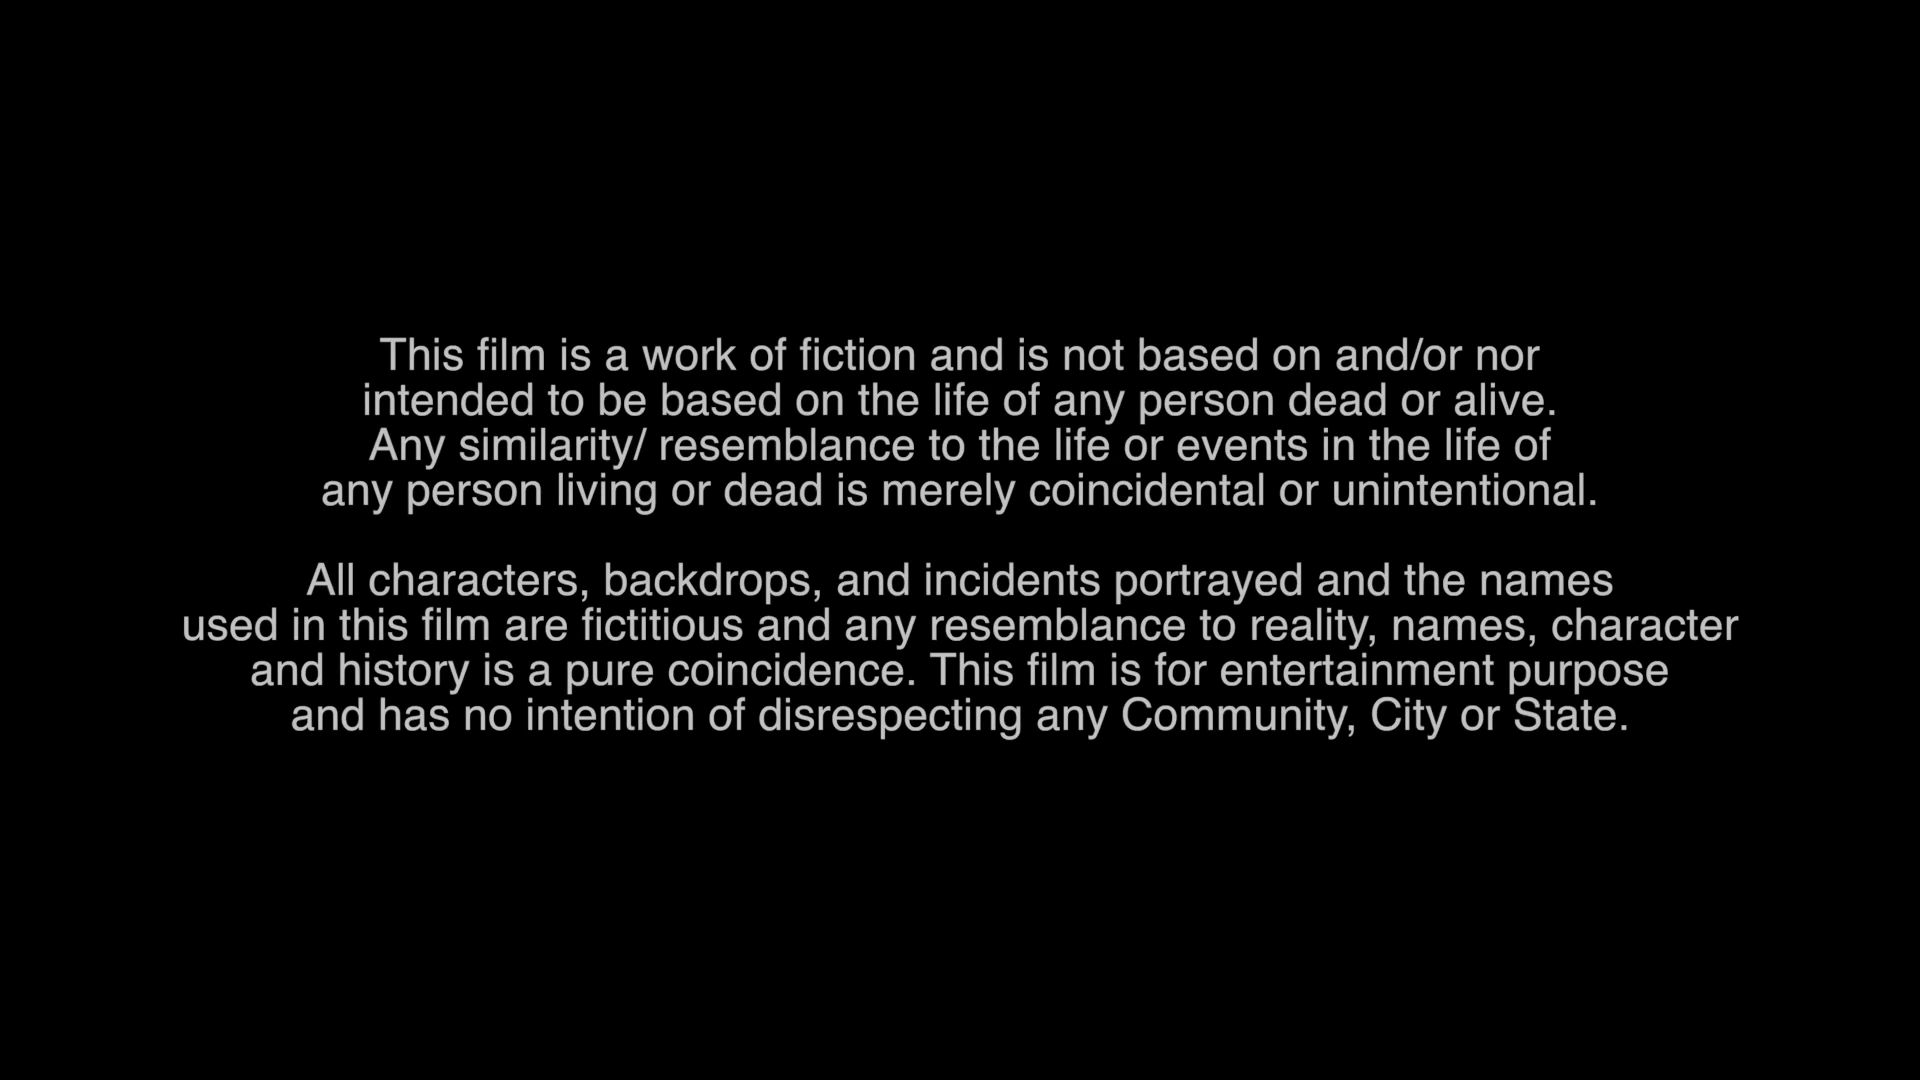 This film is a work of fiction and is not based on and/or nor
intended to be based on the life of any person dead or alive.
Any similarity/ resemblance to the life or events in the life of
any person living or dead is merely coincidental or unintentional.
All characters, backdrops, and incidents portrayed and the names
used in this film are fictitious and any resemblance to reality, names, character
and history is a pure coincidence. This film is for entertainment purpose
and has no intention of disrespecting any Community, City or State.